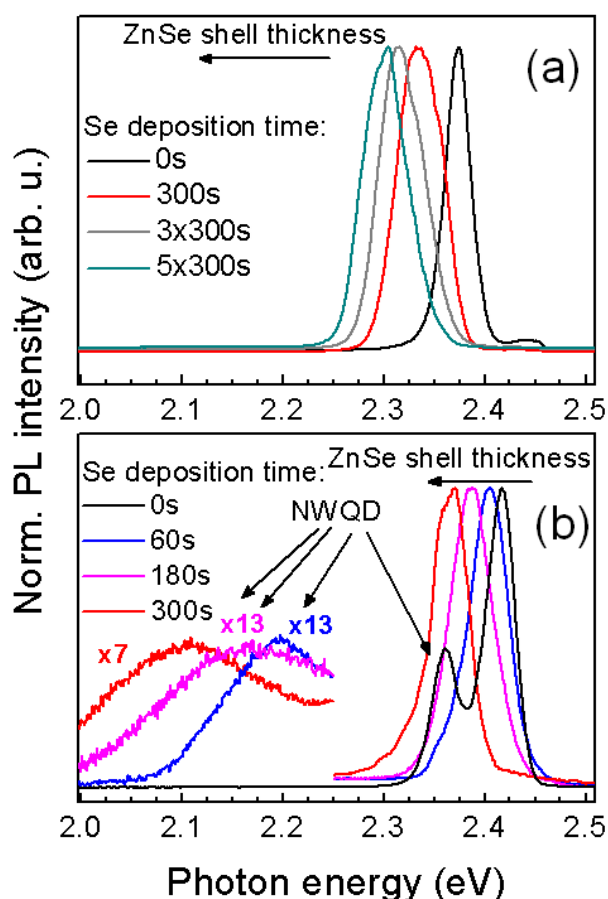 ZnSe shell thickness
(a)
Se deposition time:
0s
300s
3x300s
5x300s
2.0 2.1 2.2 2.3 2.4 2.5
Se deposition time:
ZnSe shell thickness
0s
NWQD
(b)
60s
180s
300s
x7
x13
x13
2.0 2.1 2.2 2.3 2.4 2.5
Norm. PL intensity (arb. u.)
Photon energy (eV)